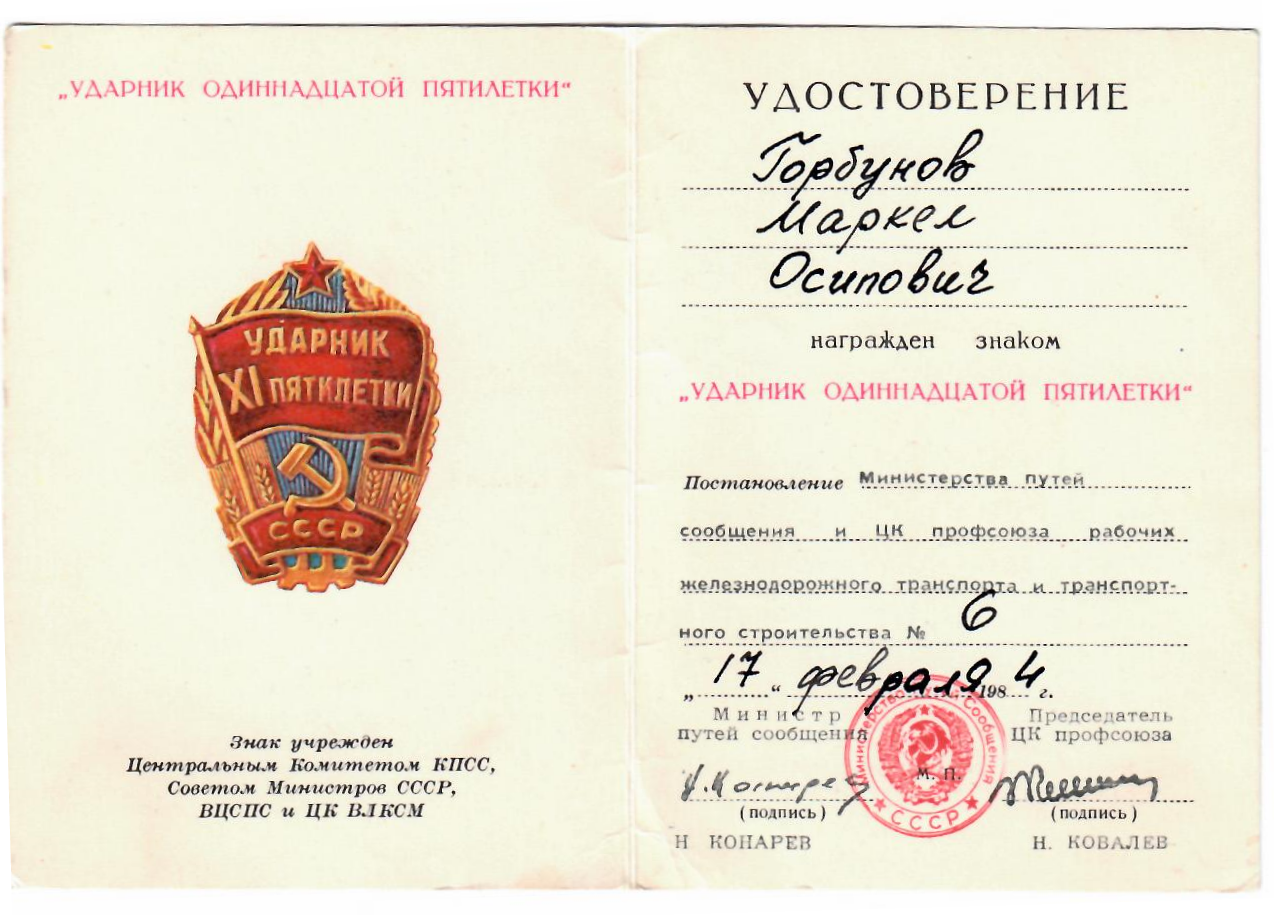 „УДАРНИК ОДИННАДЦАТОЙ ПЯТИЛЕТКИ“
УДАРНИК
XI ПЯТИЛЕТКИ
СССР
Знак учрежден
Центральным Комитетом КПСС,
Советом Министров СССР,
ВЦСПС и ЦК ВЛКСМ
УДОСТОВЕРЕНИЕ
Горбунов
Маркел
Осипович
награжден знаком
„УДАРНИК ОДИННАДЦАТОЙ ПЯТИЛЕТКИ“
Постановление Министерства путей
сообщения и ЦК профсоюза рабочих
железнодорожного транспорта и транспорт-
ного строительства № 6
„17“ февраля 1984 г.
Министр
путей сообщения
Председатель
ЦК профсоюза
Министерство Путей Сообщения
СССР
М. П.
(подпись)
(подпись)
Н КОНАРЕВ
Н. КОВАЛЕВ